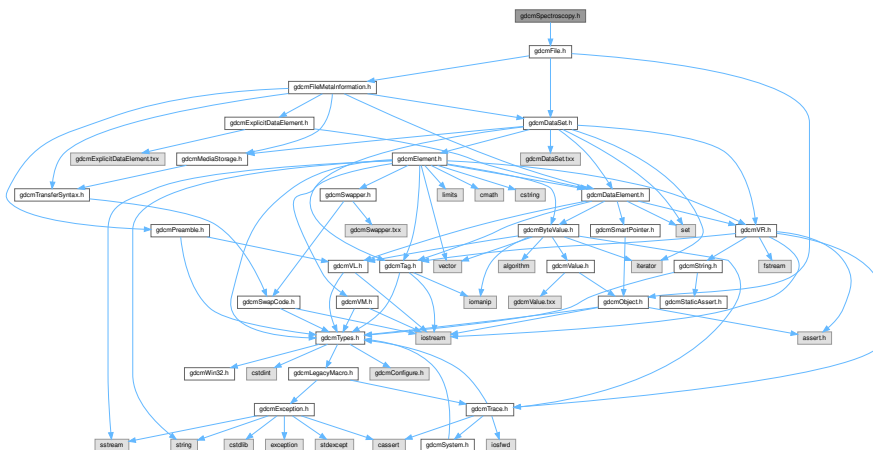 gdcmSpectroscopy.h
gdcmFile.h
gdcmFileMetaInformation.h
gdcmExplicitDataElement.h
gdcmDataSet.h
gdcmExplicitDataElement.txx
gdcmMediaStorage.h
gdcmElement.h
gdcmDataSet.txx
gdcmTransferSyntax.h
gdcmSwapper.h
limits
cmath
cstring
gdcmDataElement.h
gdcmPreamble.h
gdcmSwapper.txx
gdcmByteValue.h
gdcmSmartPointer.h
set
gdcmVR.h
gdcmVL.h
gdcmTag.h
vector
algorithm
gdcmValue.h
iterator
gdcmString.h
fstream
gdcmSwapCode.h
gdcmVM.h
iomanip
gdcmValue.txx
gdcmObject.h
gdcmStaticAssert.h
gdcmTypes.h
iostream
assert.h
gdcmWin32.h
cstdint
gdcmLegacyMacro.h
gdcmConfigure.h
gdcmException.h
gdcmTrace.h
sstream
string
cstdlib
exception
stdexcept
cassert
gdcmSystem.h
iosfwd